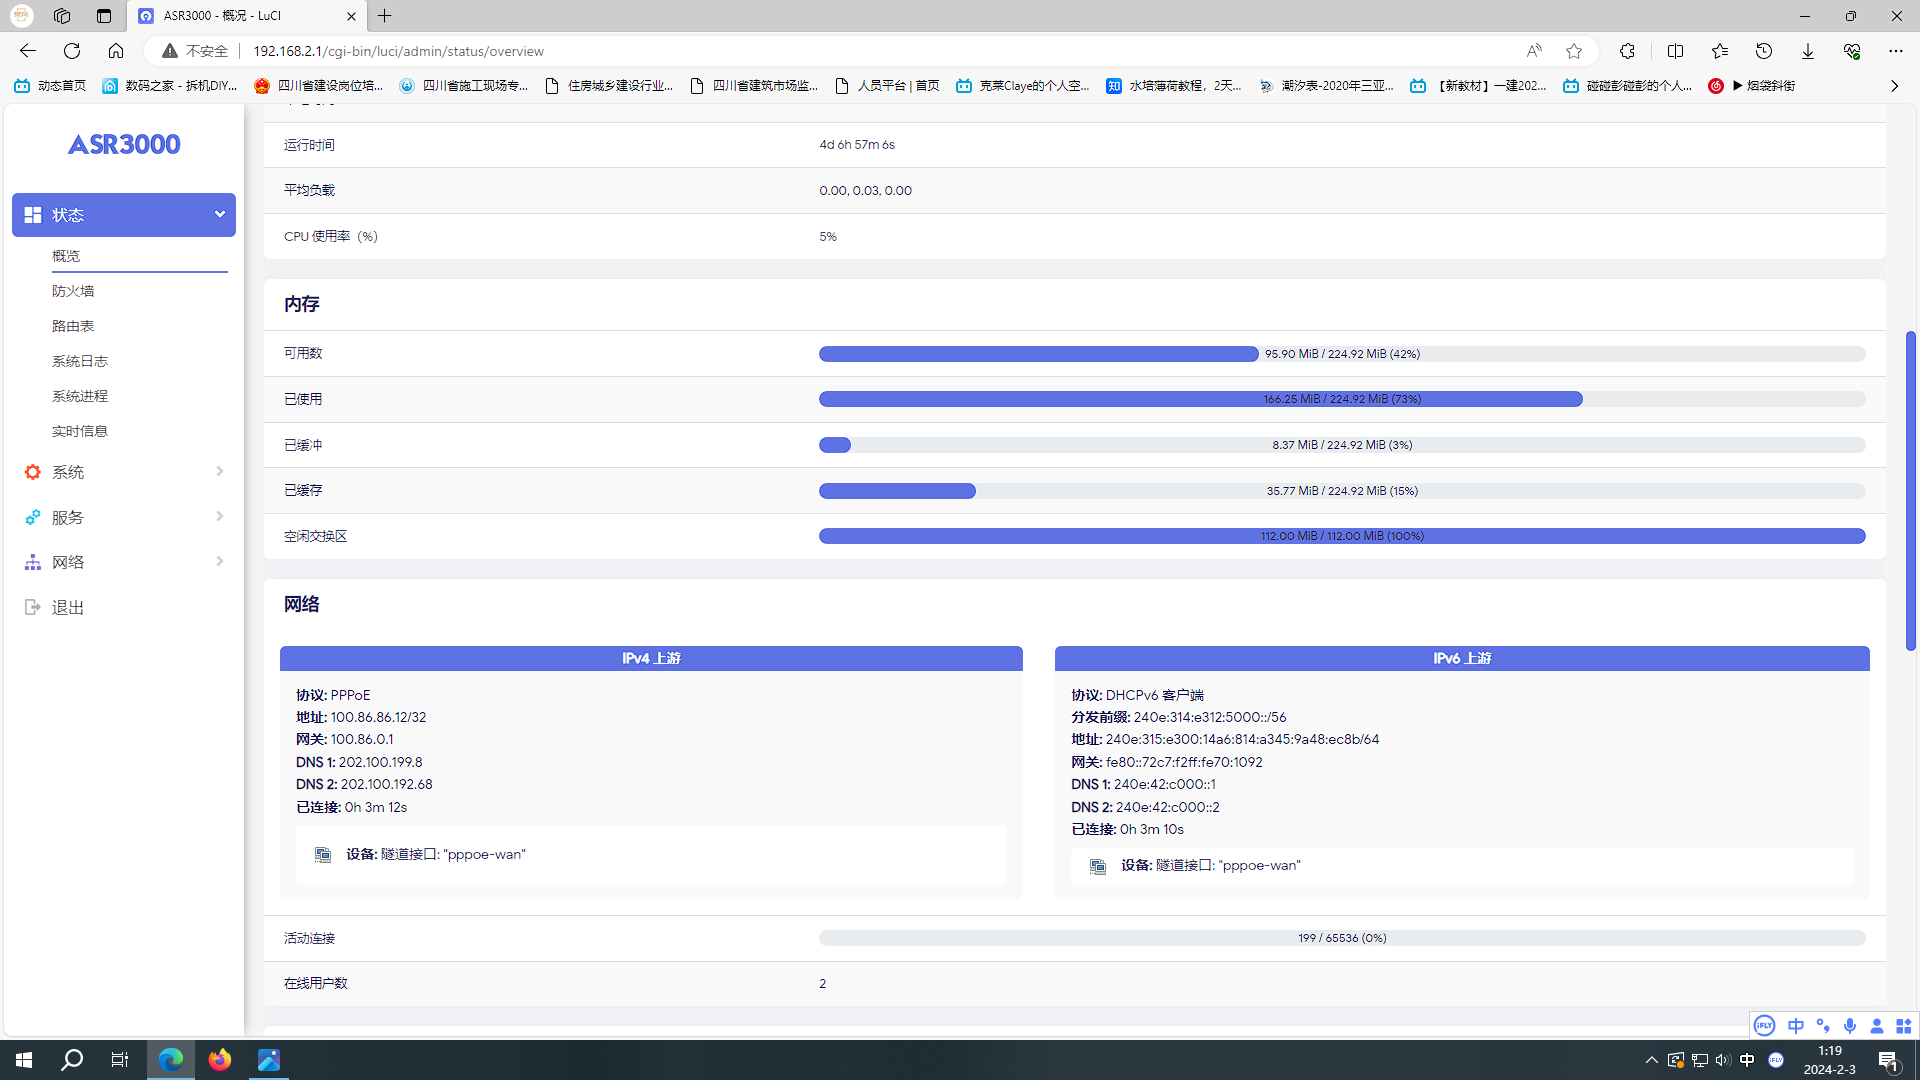 ASR3000 - 概况 - LuCI
不安全
192.168.2.1/cgi-bin/luci/admin/status/overview
动态首页
数码之家 - 拆机DIY...
四川省建设岗位培...
四川省施工现场专...
住房城乡建设行业...
四川省建筑市场监...
人员平台 | 首页
克莱Claye的个人空...
水培薄荷教程，2天...
潮汐表-2020年三亚...
【新教材】一建202...
碰碰彭碰彭的个人...
▶ 烟袋斜街
ASR3000
状态
概览
防火墙
路由表
系统日志
系统进程
实时信息
系统
服务
网络
退出
运行时间
4d 6h 57m 6s
平均负载
0.00, 0.03, 0.00
CPU 使用率（%）
5%
内存
可用数
95.90 MiB / 224.92 MiB (42%)
已使用
166.25 MiB / 224.92 MiB (73%)
已缓冲
8.37 MiB / 224.92 MiB (3%)
已缓存
35.77 MiB / 224.92 MiB (15%)
空闲交换区
112.00 MiB / 112.00 MiB (100%)
网络
IPv4 上游
协议: PPPoE
地址: 100.86.86.12/32
网关: 100.86.0.1
DNS 1: 202.100.199.8
DNS 2: 202.100.192.68
已连接: 0h 3m 12s
设备: 隧道接口: "pppoe-wan"
IPv6 上游
协议: DHCPv6 客户端
分发前缀: 240e:314:e312:5000::/56
地址: 240e:315:e300:14a6:814:a345:9a48:ec8b/64
网关: fe80::72c7:f2ff:fe70:1092
DNS 1: 240e:42:c000::1
DNS 2: 240e:42:c000::2
已连接: 0h 3m 10s
设备: 隧道接口: "pppoe-wan"
活动连接
199 / 65536 (0%)
在线用户数
2
iFLY
中
中
iFLY
1:19
2024-2-3
1